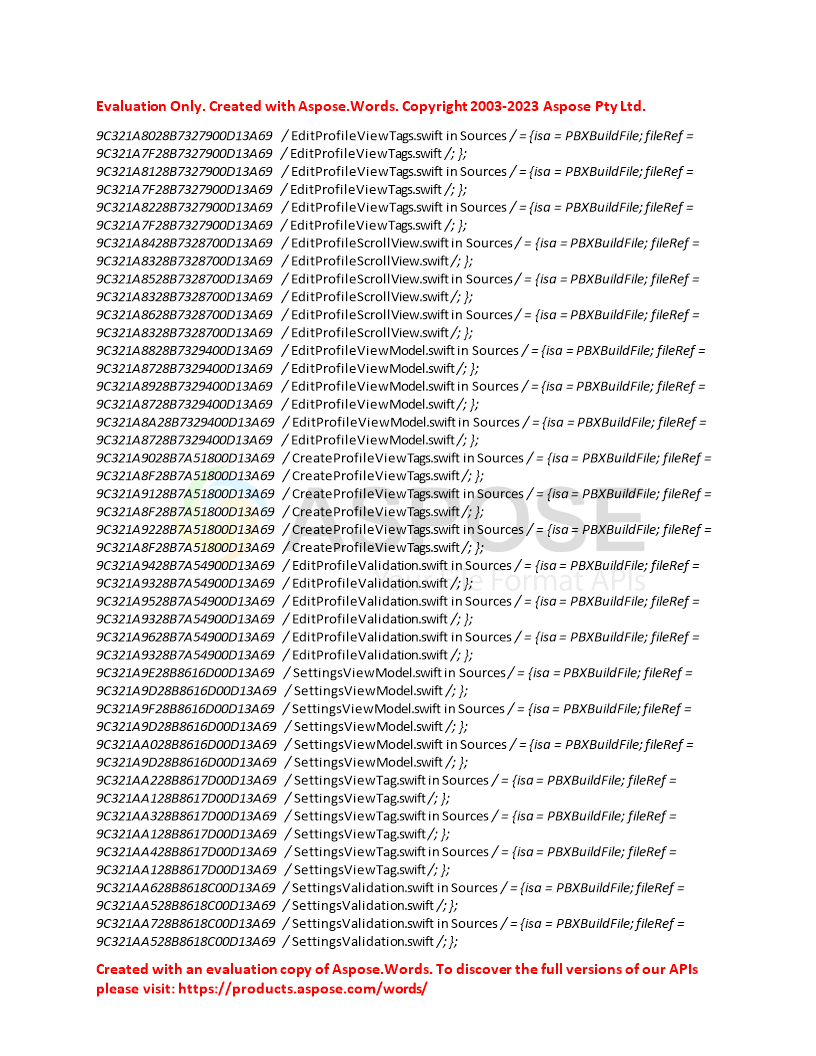 Evaluation Only. Created with Aspose.Words. Copyright 2003-2023 Aspose Pty Ltd.
9C321A8028B7327900D13A69 / EditProfileViewTags.swift in Sources / = {isa = PBXBuildFile; fileRef =
9C321A7F28B7327900D13A69 / EditProfileViewTags.swift /; };
9C321A8128B7327900D13A69 / EditProfileViewTags.swift in Sources / = {isa = PBXBuildFile; fileRef =
9C321A7F28B7327900D13A69 / EditProfileViewTags.swift /; };
9C321A8228B7327900D13A69 / EditProfileViewTags.swift in Sources / = {isa = PBXBuildFile; fileRef =
9C321A7F28B7327900D13A69 / EditProfileViewTags.swift /; };
9C321A8428B7328700D13A69 / EditProfileScrollView.swift in Sources / = {isa = PBXBuildFile; fileRef =
9C321A8328B7328700D13A69 / EditProfileScrollView.swift /; };
9C321A8528B7328700D13A69 / EditProfileScrollView.swift in Sources / = {isa = PBXBuildFile; fileRef =
9C321A8328B7328700D13A69 / EditProfileScrollView.swift /; };
9C321A8628B7328700D13A69 / EditProfileScrollView.swift in Sources / = {isa = PBXBuildFile; fileRef =
9C321A8328B7328700D13A69 / EditProfileScrollView.swift /; };
9C321A8828B7329400D13A69 / EditProfileViewModel.swift in Sources / = {isa = PBXBuildFile; fileRef =
9C321A8728B7329400D13A69 / EditProfileViewModel.swift /; };
9C321A8928B7329400D13A69 / EditProfileViewModel.swift in Sources / = {isa = PBXBuildFile; fileRef =
9C321A8728B7329400D13A69 / EditProfileViewModel.swift /; };
9C321A8A28B7329400D13A69 / EditProfileViewModel.swift in Sources / = {isa = PBXBuildFile; fileRef =
9C321A8728B7329400D13A69 / EditProfileViewModel.swift /; };
9C321A9028B7A51800D13A69 / CreateProfileViewTags.swift in Sources / = {isa = PBXBuildFile; fileRef =
9C321A8F28B7A51800D13A69 / CreateProfileViewTags.swift /; };
9C321A9128B7A51800D13A69 / CreateProfileViewTags.swift in Sources / = {isa = PBXBuildFile; fileRef =
9C321A8F28B7A51800D13A69 / CreateProfileViewTags.swift /; };
9C321A9228B7A51800D13A69 / CreateProfileViewTags.swift in Sources / = {isa = PBXBuildFile; fileRef =
9C321A8F28B7A51800D13A69 / CreateProfileViewTags.swift /; };
9C321A9428B7A54900D13A69 / EditProfileValidation.swift in Sources / = {isa = PBXBuildFile; fileRef =
9C321A9328B7A54900D13A69 / EditProfileValidation.swift /; };
9C321A9528B7A54900D13A69 / EditProfileValidation.swift in Sources / = {isa = PBXBuildFile; fileRef =
9C321A9328B7A54900D13A69 / EditProfileValidation.swift /; };
9C321A9628B7A54900D13A69 / EditProfileValidation.swift in Sources / = {isa = PBXBuildFile; fileRef =
9C321A9328B7A54900D13A69 / EditProfileValidation.swift /; };
9C321A9E28B8616D00D13A69 / SettingsViewModel.swift in Sources / = {isa = PBXBuildFile; fileRef =
9C321A9D28B8616D00D13A69 / SettingsViewModel.swift /; };
9C321A9F28B8616D00D13A69 / SettingsViewModel.swift in Sources / = {isa = PBXBuildFile; fileRef =
9C321A9D28B8616D00D13A69 / SettingsViewModel.swift /; };
9C321AA028B8616D00D13A69 / SettingsViewModel.swift in Sources / = {isa = PBXBuildFile; fileRef =
9C321A9D28B8616D00D13A69 / SettingsViewModel.swift /; };
9C321AA228B8617D00D13A69 / SettingsViewTag.swift in Sources / = {isa = PBXBuildFile; fileRef =
9C321AA128B8617D00D13A69 / SettingsViewTag.swift /; };
9C321AA328B8617D00D13A69 / SettingsViewTag.swift in Sources / = {isa = PBXBuildFile; fileRef =
9C321AA128B8617D00D13A69 / SettingsViewTag.swift /; };
9C321AA428B8617D00D13A69 / SettingsViewTag.swift in Sources / = {isa = PBXBuildFile; fileRef =
9C321AA128B8617D00D13A69 / SettingsViewTag.swift /; };
9C321AA628B8618C00D13A69 / SettingsValidation.swift in Sources / = {isa = PBXBuildFile; fileRef =
9C321AA528B8618C00D13A69 / SettingsValidation.swift /; };
9C321AA728B8618C00D13A69 / SettingsValidation.swift in Sources / = {isa = PBXBuildFile; fileRef =
9C321AA528B8618C00D13A69 / SettingsValidation.swift /; };
ASPOSE
File Format APIs
Created with an evaluation copy of Aspose.Words. To discover the full versions of our APIs
please visit: https://products.aspose.com/words/